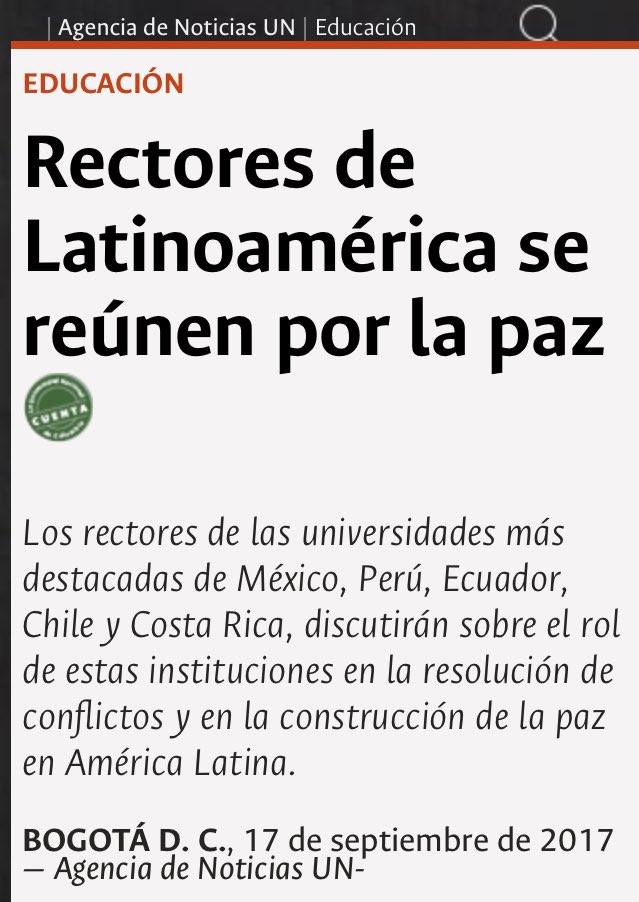 | Agencia de Noticias UN | Educación
EDUCACIÓN
Rectores de
Latinoamérica se
reúnen por la paz
CUENTA
Los rectores de las universidades más
destacadas de México, Perú, Ecuador,
Chile y Costa Rica, discutirán sobre el rol
de estas instituciones en la resolución de
conflictos y en la construcción de la paz
en América Latina.
BOGOTÁ D. C., 17 de septiembre de 2017
— Agencia de Noticias UN-